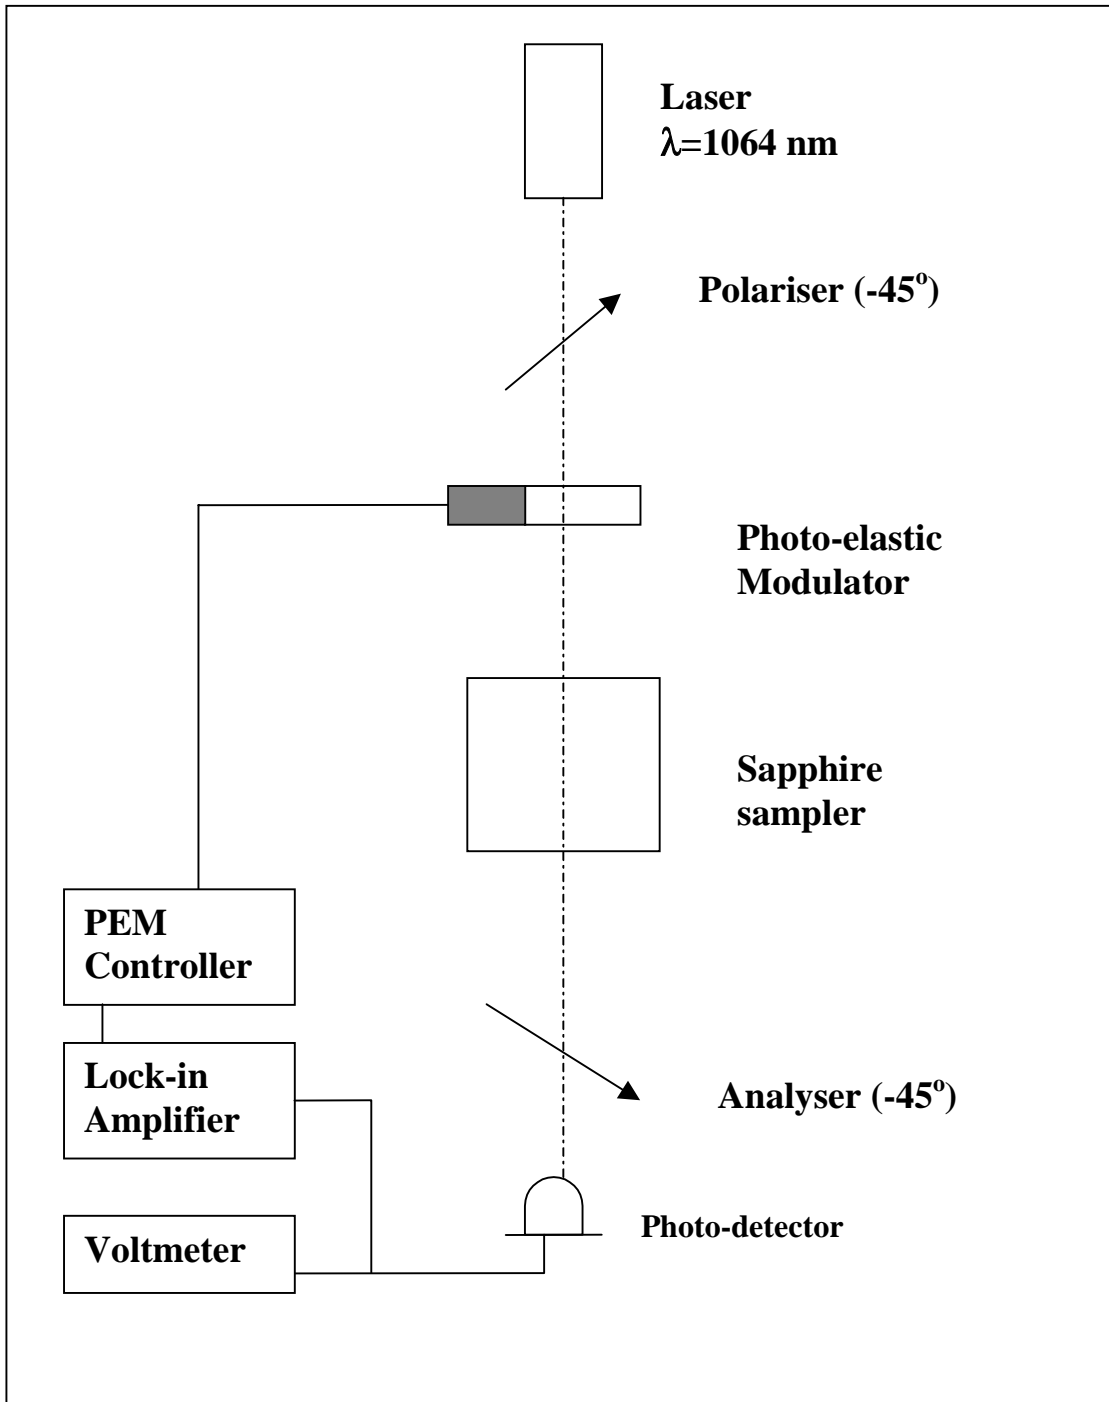 Laser
λ=1064 nm
Polariser (-45°)
Photo-elastic
Modulator
Sapphire
sampler
PEM
Controller
Lock-in
Amplifier
Analyser (-45°)
Photo-detector
Voltmeter